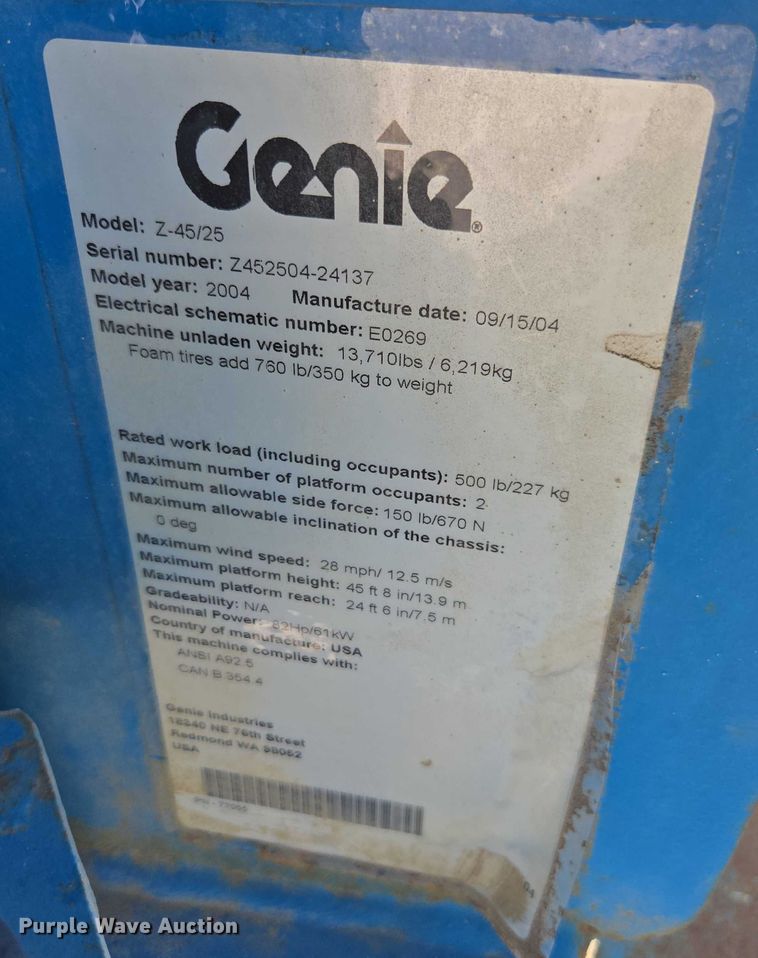 Genie®
Model: Z-45/25
Serial number: Z452504-24137
Model year: 2004 Manufacture date: 09/15/04
Electrical schematic number: E0269
Machine unladen weight: 13,710lbs / 6,219kg
Foam tires add 760 lb/350 kg to weight
Rated work load (including occupants): 500 lb/227 kg
Maximum number of platform occupants: 2
Maximum allowable side force: 150 lb/670 N
Maximum allowable inclination of the chassis:
0 deg
Maximum wind speed: 28 mph/ 12.5 m/s
Maximum platform height: 45 ft 8 in/13.9 m
Maximum platform reach: 24 ft 6 in/7.5 m
Gradeability: N/A
Nominal Power: 82Hp/61kW
Country of manufacture: USA
This machine complies with:
ANSI A92.5
CAN B 354.4
Genie Industries
18340 NE 76th Street
Redmond WA 98052
USA
PN -
04
Purple Wave Auction